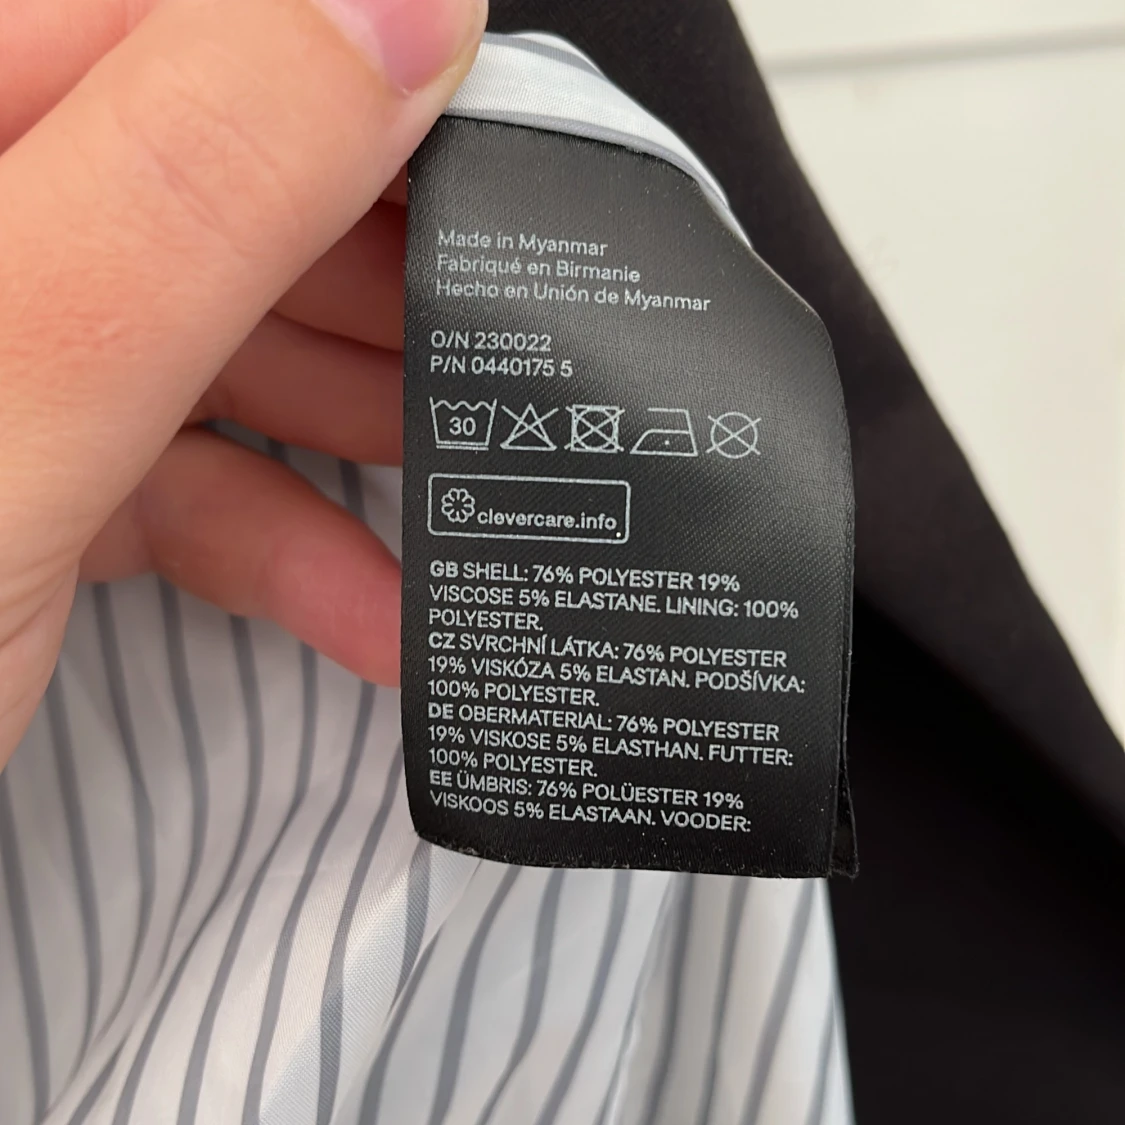 Made in Myanmar
Fabriqué en Birmanie
Hecho en Unión de Myanmar
O/N 230022
P/N 0440175 5
30
clevercare.info
GB SHELL: 76% POLYESTER 19%
VISCOSE 5% ELASTANE. LINING: 100%
POLYESTER.
CZ SVRCHNÍ LÁTKA: 76% POLYESTER
19% VISKÓZA 5% ELASTAN. PODŠÍVKA:
100% POLYESTER.
DE OBERMATERIAL: 76% POLYESTER
19% VISKOSE 5% ELASTHAN. FUTTER:
100% POLYESTER.
EE ÜMBRIS: 76% POLÜESTER 19%
VISKOOS 5% ELASTAAN. VOODER: